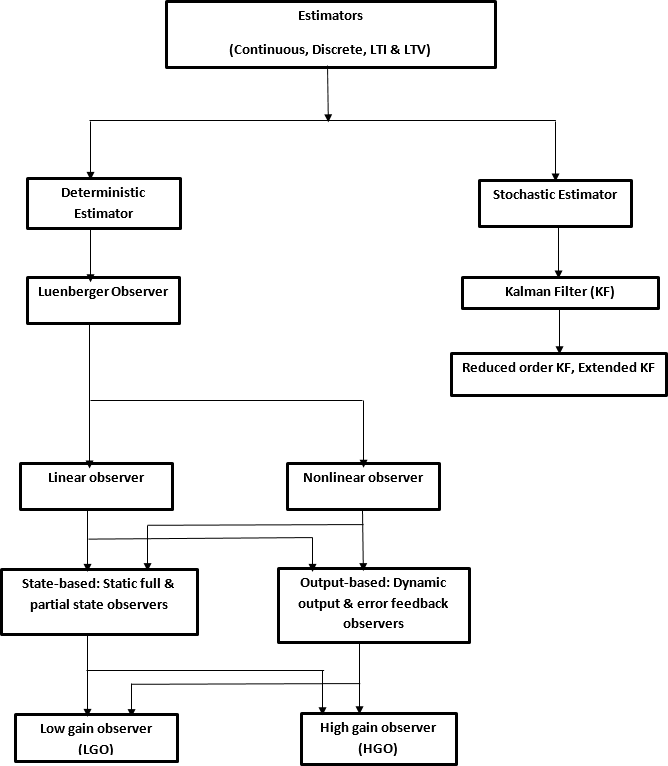 Estimators
(Continuous, Discrete, LTI & LTV)
Deterministic
Estimator
Stochastic Estimator
Luenberger Observer
Kalman Filter (KF)
Reduced order KF, Extended KF
Linear observer
Nonlinear observer
State-based: Static full &
partial state observers
Output-based: Dynamic
output & error feedback
observers
Low gain observer
(LGO)
High gain observer
(HGO)